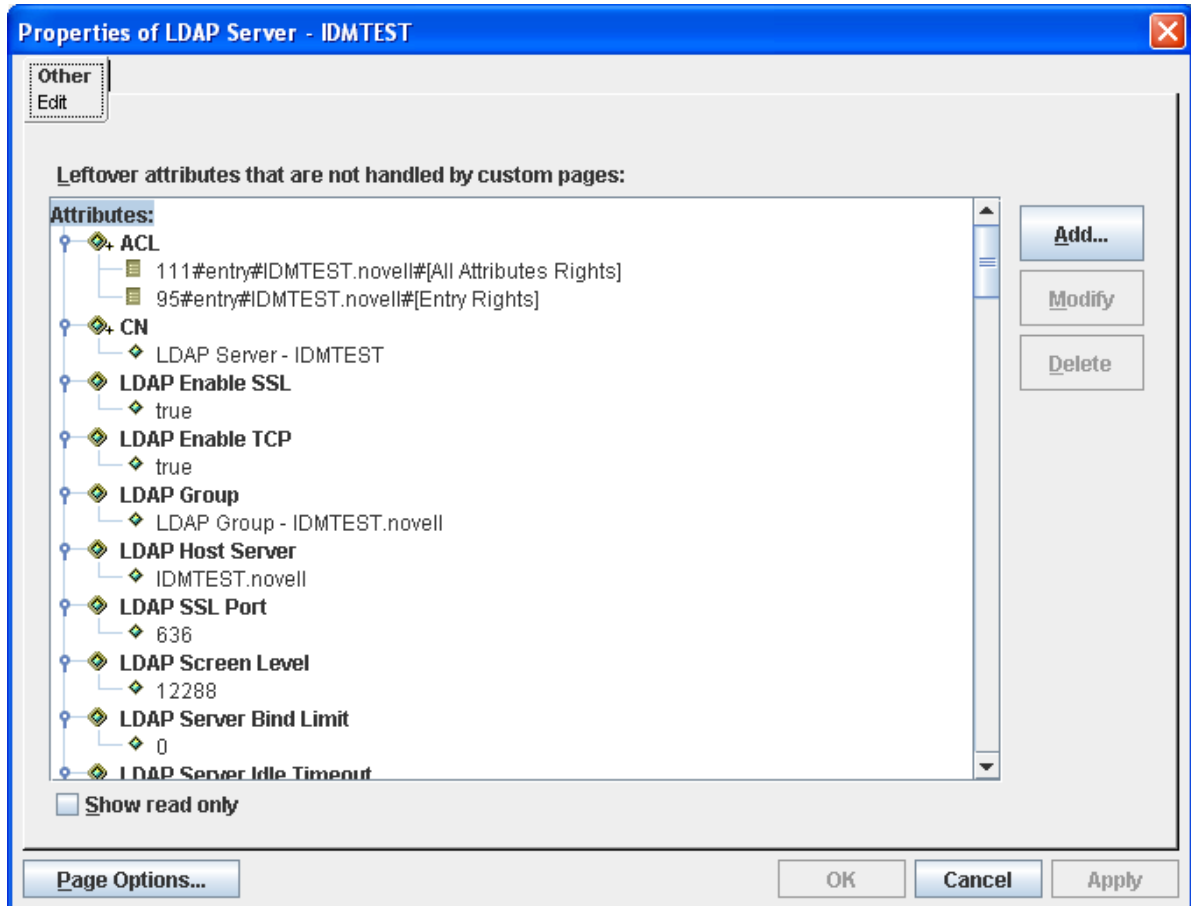 Properties of LDAP Server - IDMTEST
Other
Edit
Leftover attributes that are not handled by custom pages:
Attributes:
ACL
111#entry#IDMTEST.novell#[All Attributes Rights]
95#entry#IDMTEST.novell#[Entry Rights]
CN
LDAP Server - IDMTEST
LDAP Enable SSL
true
LDAP Enable TCP
true
LDAP Group
LDAP Group - IDMTEST.novell
LDAP Host Server
IDMTEST.novell
LDAP SSL Port
636
LDAP Screen Level
12288
LDAP Server Bind Limit
0
LDAP Server Idle Timeout
Add...
Modify
Delete
Show read only
Page Options...
OK
Cancel
Apply